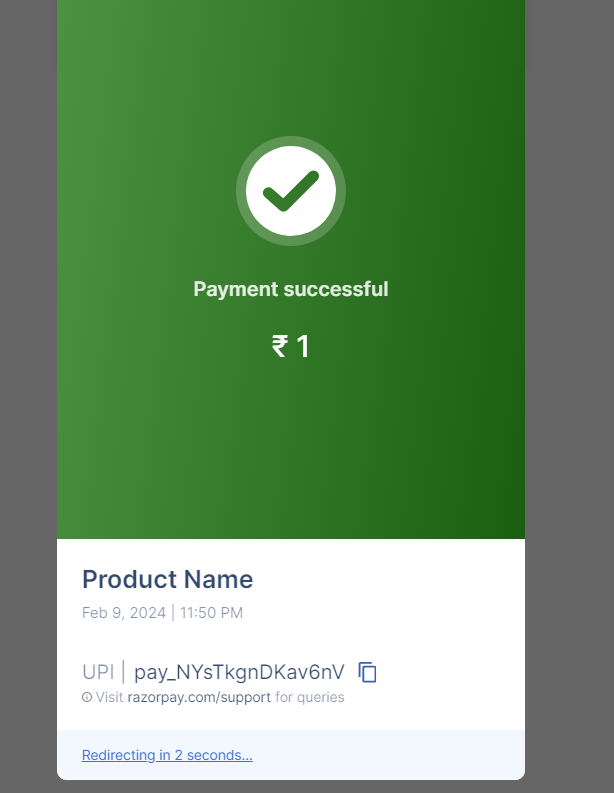 Payment successful
₹ 1
Product Name
Feb 9, 2024 | 11:50 PM
UPI | pay_NYsTkgnDKav6nV
Visit razorpay.com/support for queries
Redirecting in 2 seconds...